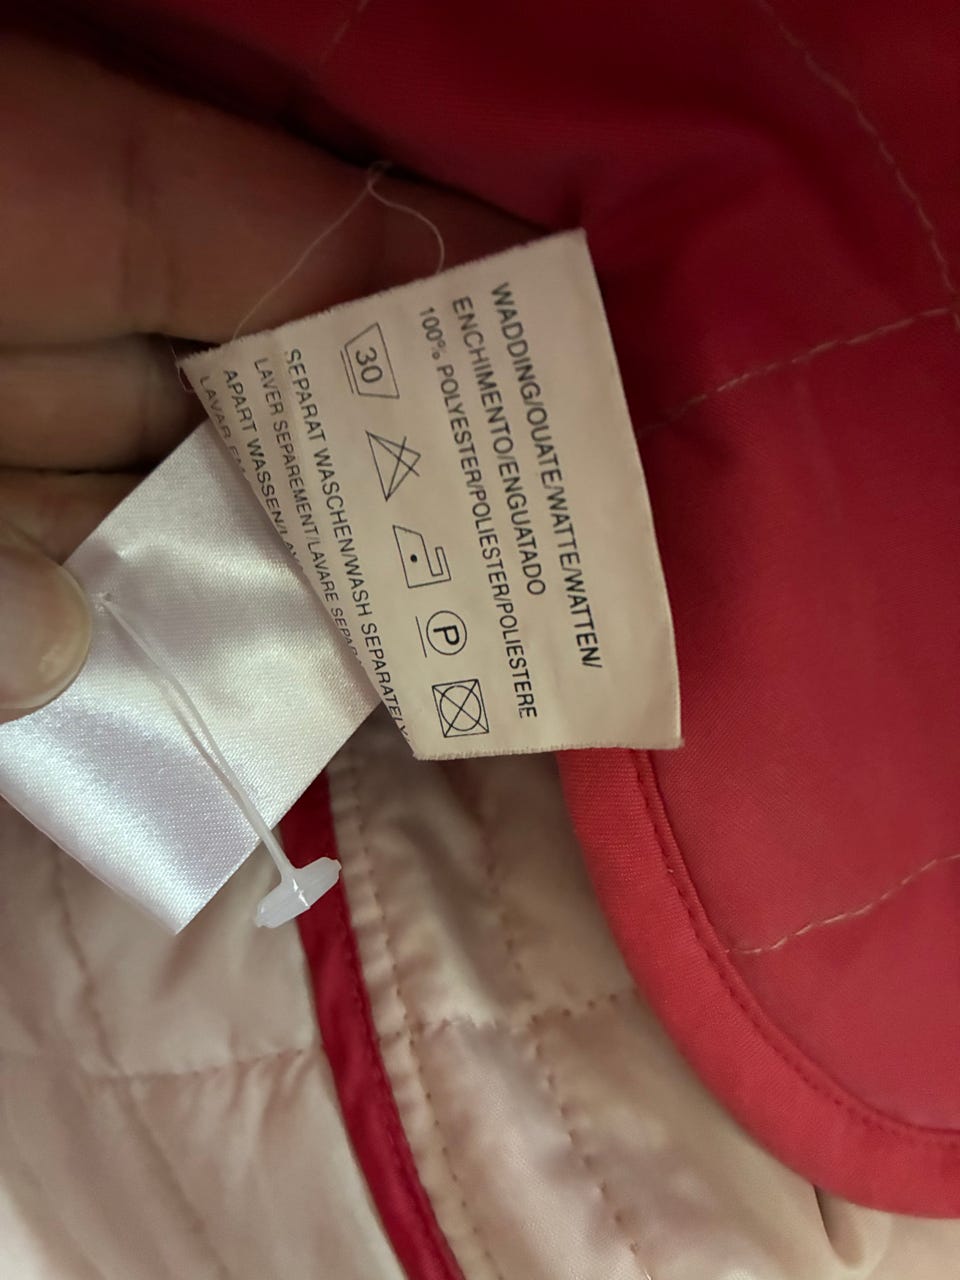 WADDING/OUATE/WATTE/WATTEN/
ENCHIMENTO/ENGUATADO
100% POLYESTER/POLIESTER/POLIESTERE
30
P
SEPARAT WASCHEN/WASH SEPARATELY
LAVER SEPAREMENT/LAVARE
APART WASSEN/
LAVAR